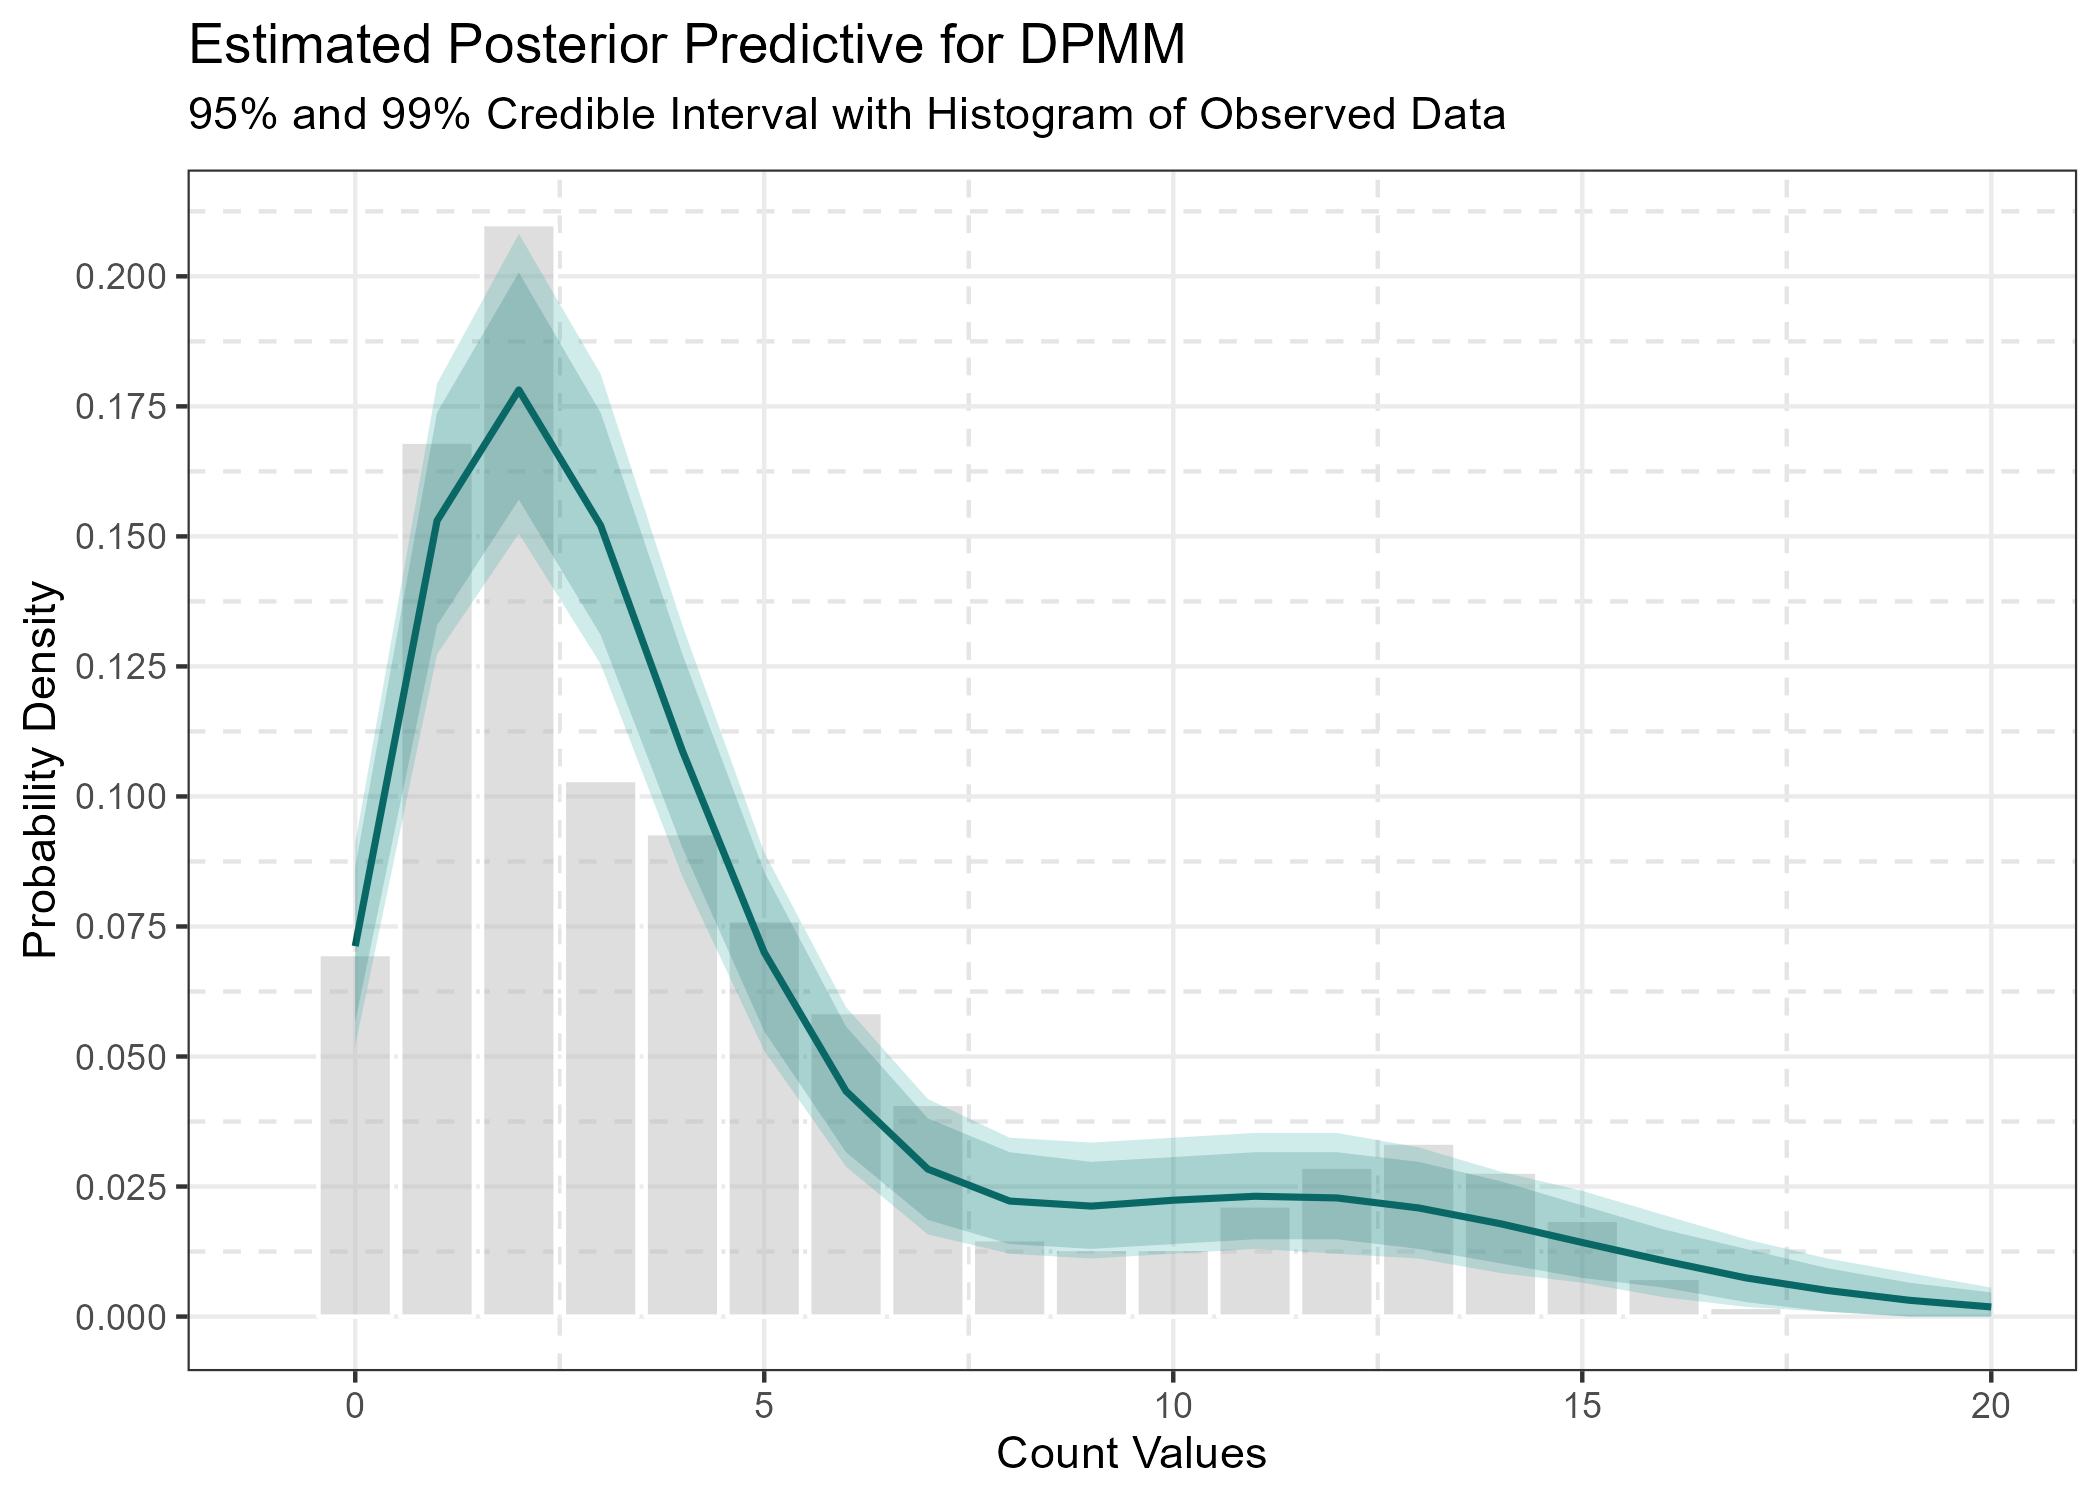 Estimated Posterior Predictive for DPMM
95% and 99% Credible Interval with Histogram of Observed Data
Probability Density
0.200
0.175
0.150
0.125
0.100
0.075
0.050
0.025
0.000
0 5 10 15 20
Count Values